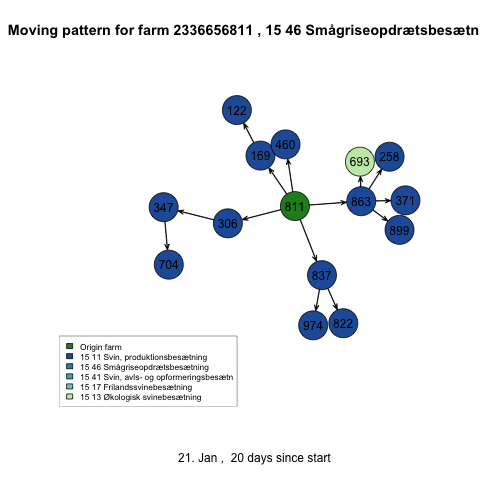 Moving pattern for farm 2336656811 , 15 46 Smågriseopdrætsbesætn
122
460
169
693
258
863
371
811
347
306
899
704
837
974
822
Origin farm
15 11 Svin, produktionsbesætning
15 46 Smågriseopdrætsbesætning
15 41 Svin, avls- og opformeringsbesætn
15 17 Frilandssvinebesætning
15 13 Økologisk svinebesætning
21. Jan ,  20 days since start